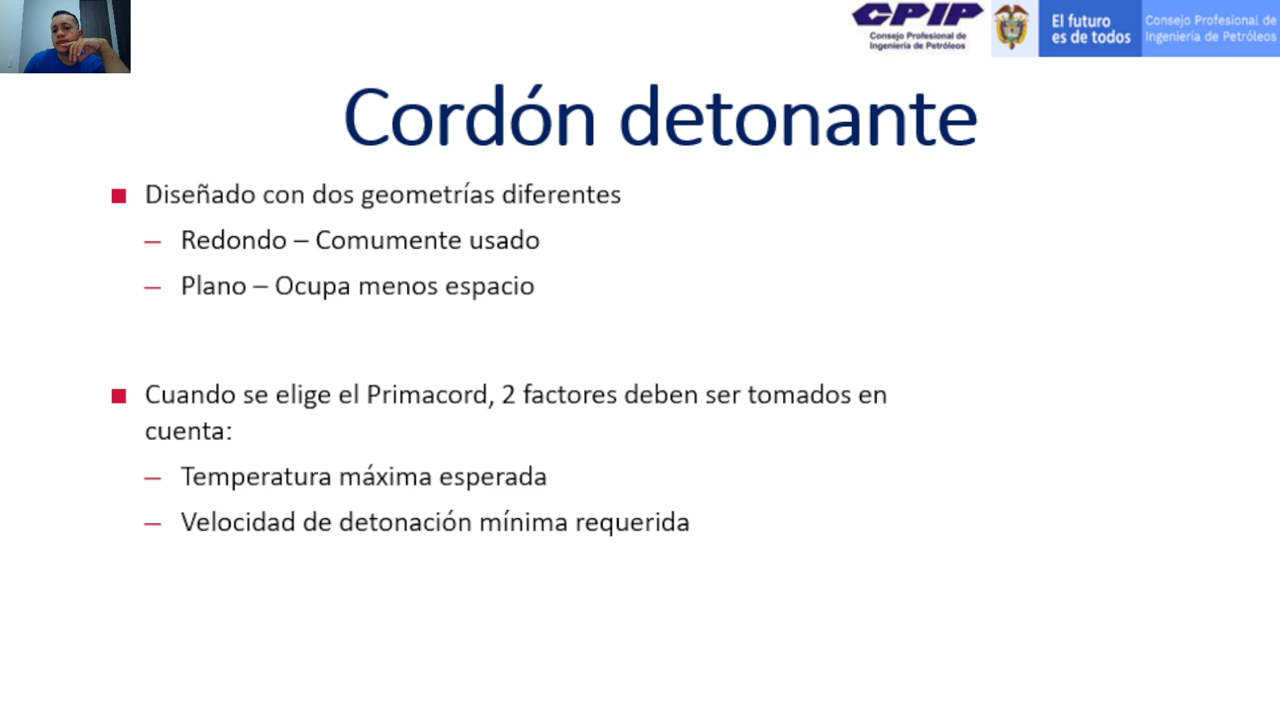 CPIP
Consejo Profesional de
Ingeniería de Petróleos
El futuro
es de todos
Consejo Profesional de
Ingeniería de Petróleos
Cordón detonante
Diseñado con dos geometrías diferentes
– Redondo – Comumente usado
– Plano – Ocupa menos espacio
Cuando se elige el Primacord, 2 factores deben ser tomados en
cuenta:
– Temperatura máxima esperada
– Velocidad de detonación mínima requerida